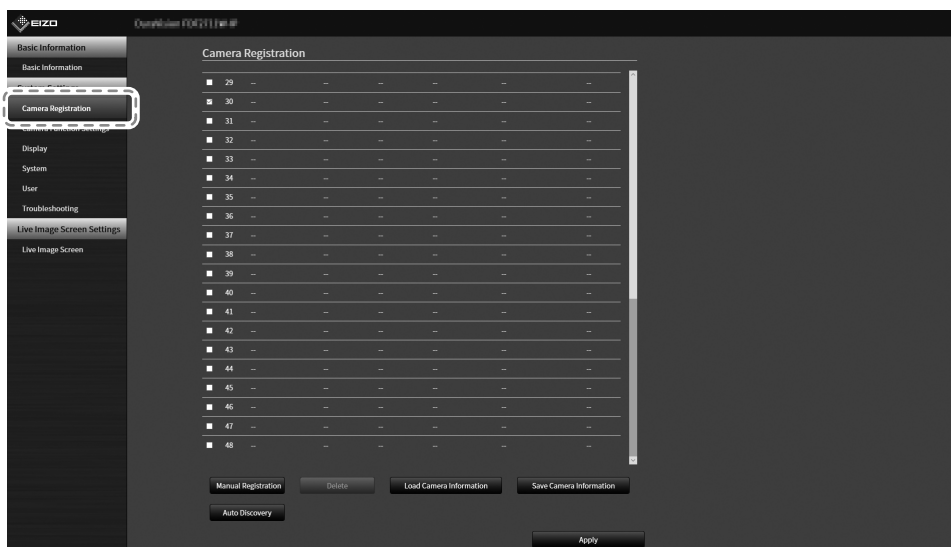 EIZO
Basic Information
Basic Information
Camera Registration
Display
System
User
Troubleshooting
Live Image Screen Settings
Live Image Screen
Camera Registration
29 -- -- -- -- -- --
30 -- -- -- -- -- --
31 -- -- -- -- -- --
32 -- -- -- -- -- --
33 -- -- -- -- -- --
34 -- -- -- -- -- --
35 -- -- -- -- -- --
36 -- -- -- -- -- --
37 -- -- -- -- -- --
38 -- -- -- -- -- --
39 -- -- -- -- -- --
40 -- -- -- -- -- --
41 -- -- -- -- -- --
42 -- -- -- -- -- --
43 -- -- -- -- -- --
44 -- -- -- -- -- --
45 -- -- -- -- -- --
46 -- -- -- -- -- --
47 -- -- -- -- -- --
48 -- -- -- -- -- --
Manual Registration Delete Load Camera Information Save Camera Information
Auto Discovery
Apply